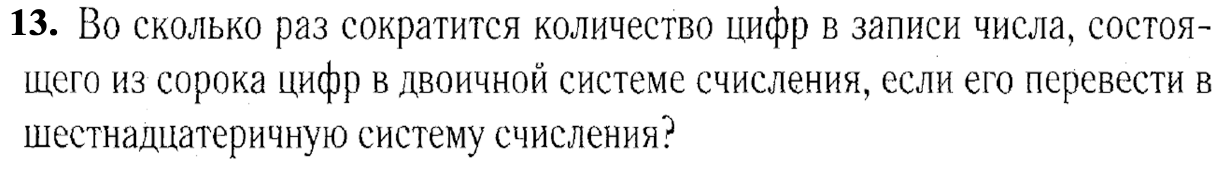 13. Во сколько раз сократится количество цифр в записи числа, состоя-
щего из сорока цифр в двоичной системе счисления, если его перевести в
шестнадцатеричную систему счисления?